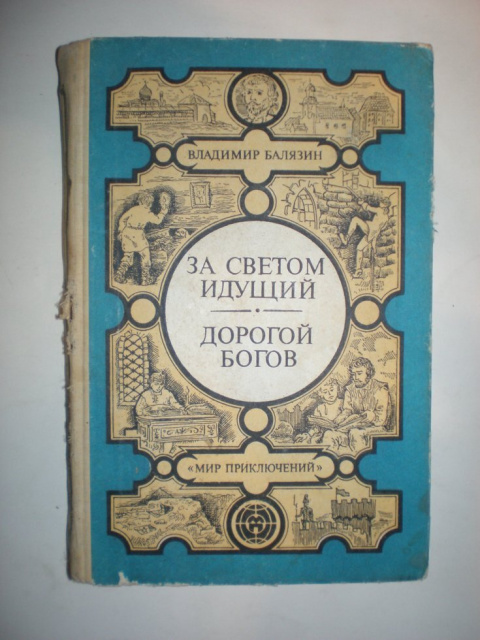 ВЛАДИМИР БАЛЯЗИН
ЗА СВЕТОМ
ИДУЩИЙ
ДОРОГОЙ
БОГОВ
«МИР ПРИКЛЮЧЕНИЙ»